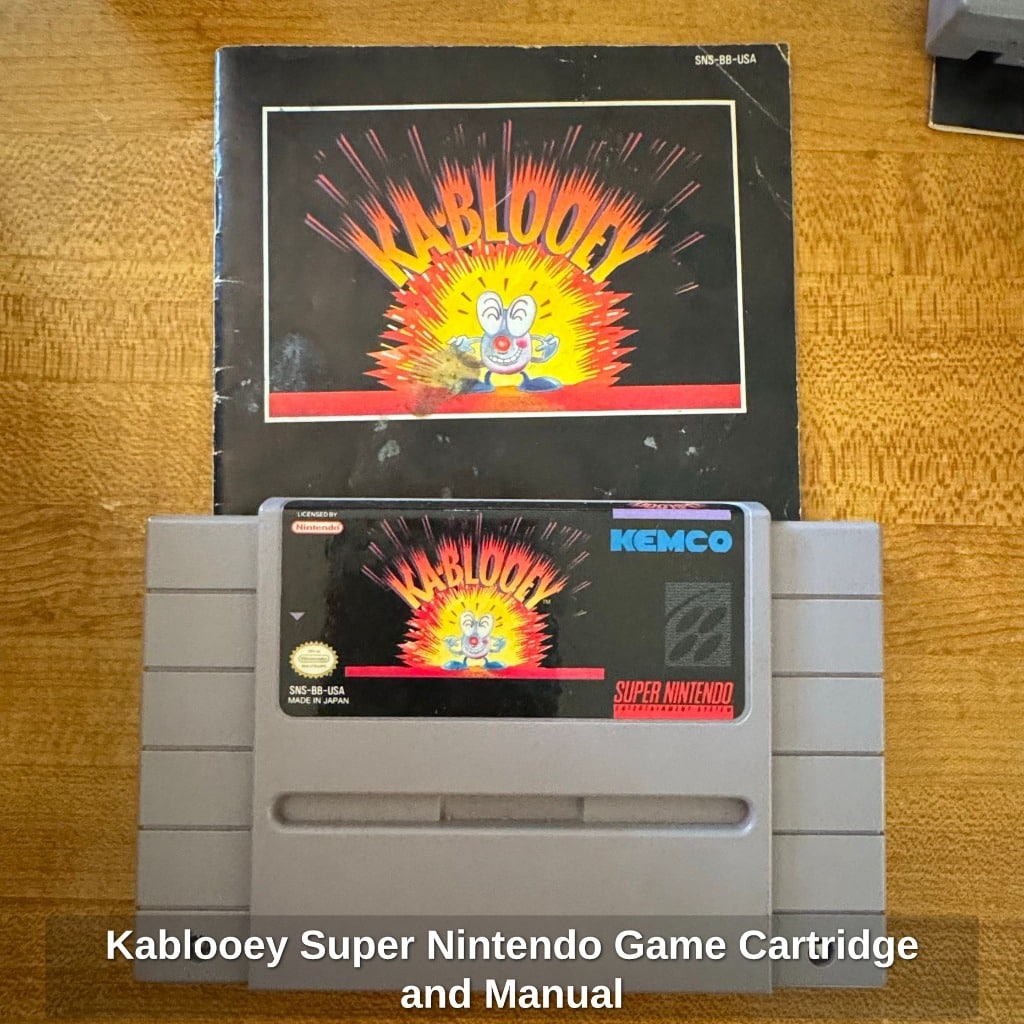 SNS-BB-USA
KA·BLOOEY
LICENSED BY
Nintendo
KEMCO
KA·BLOOEY™
SNS-BB-USA
MADE IN JAPAN
SUPER NINTENDO
ENTERTAINMENT SYSTEM
Kablooey Super Nintendo Game Cartridge
and Manual